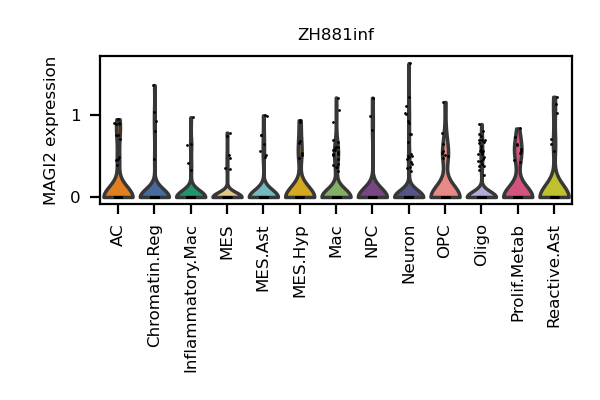 ZH881inf
MAGI2 expression
1
0
AC
Chromatin.Reg
Inflammatory.Mac
MES
MES.Ast
MES.Hyp
Mac
NPC
Neuron
OPC
Oligo
Prolif.Metab
Reactive.Ast